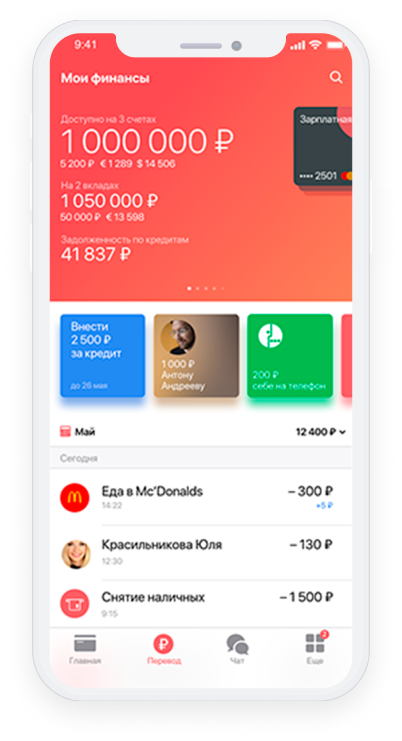 9:41
Мои финансы
Доступно на 3 счетах
1 000 000 ₽
5 200 ₽ € 1 289 $ 14 506
На 2 вкладах
1 050 000 ₽
50 000 ₽ € 13 598
Задолженность по кредитам
41 837 ₽
Зарплатная
•••• 2501
Внести
2 500 ₽
за кредит
до 26 мая
1 000 ₽
Антону
Андрееву
200 ₽
себе на телефон
Май
12 400 ₽
Сегодня
Еда в Mc'Donalds
– 300 ₽
14:22
+5 ₽
Красильникова Юля
– 130 ₽
12:30
Снятие наличных
– 1 500 ₽
9:15
2
Главная
Перевод
Чат
Еще